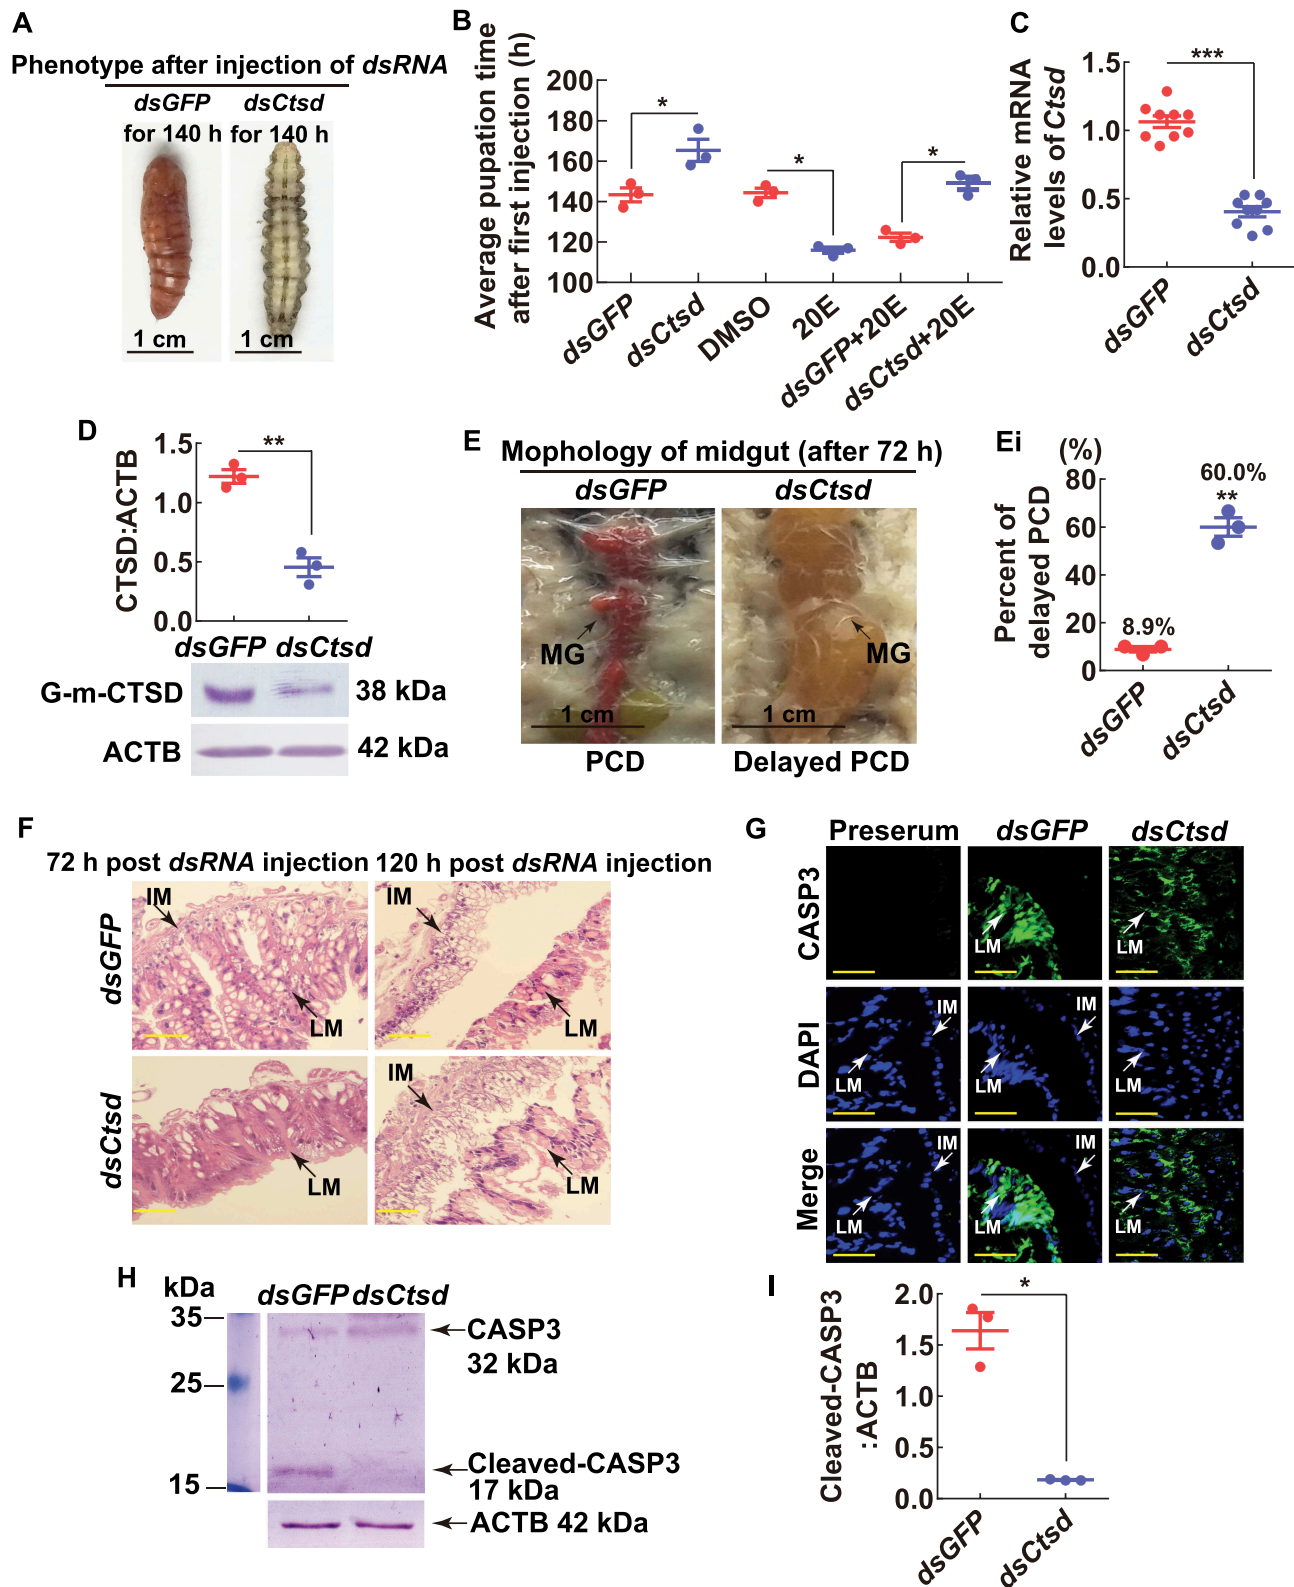 A
Phenotype after injection of dsRNA
dsGFP dsCtsd
for 140 h for 140 h
1 cm 1 cm
B
Average pupation time
after first injection (h)
200
180
160
140
120
100
* * *
dsGFP dsCtsd DMSO 20E dsGFP+20E dsCtsd+20E
C
Relative mRNA
levels of Ctsd
1.5
1.0
0.5
0.0
***
dsGFP dsCtsd
D
CTSD:ACTB
1.5
1.0
0.5
0.0
**
dsGFP dsCtsd
G-m-CTSD 38 kDa
ACTB 42 kDa
E
Mophology of midgut (after 72 h)
dsGFP dsCtsd
MG MG
1 cm 1 cm
PCD Delayed PCD
Ei (%)
Percent of
delayed PCD
80
60
40
20
0
60.0%
**
8.9%
dsGFP dsCtsd
F
72 h post dsRNA injection 120 h post dsRNA injection
dsGFP
IM LM IM LM
dsCtsd
LM IM LM
G
Preserum dsGFP dsCtsd
CASP3
LM LM
DAPI
IM LM IM LM LM
Merge
IM LM IM LM LM
H
kDa dsGFP dsCtsd
35
25
15
CASP3
32 kDa
Cleaved-CASP3
17 kDa
ACTB 42 kDa
I
Cleaved-CASP3
:ACTB
2.0
1.5
1.0
0.5
0.0
*
dsGFP dsCtsd